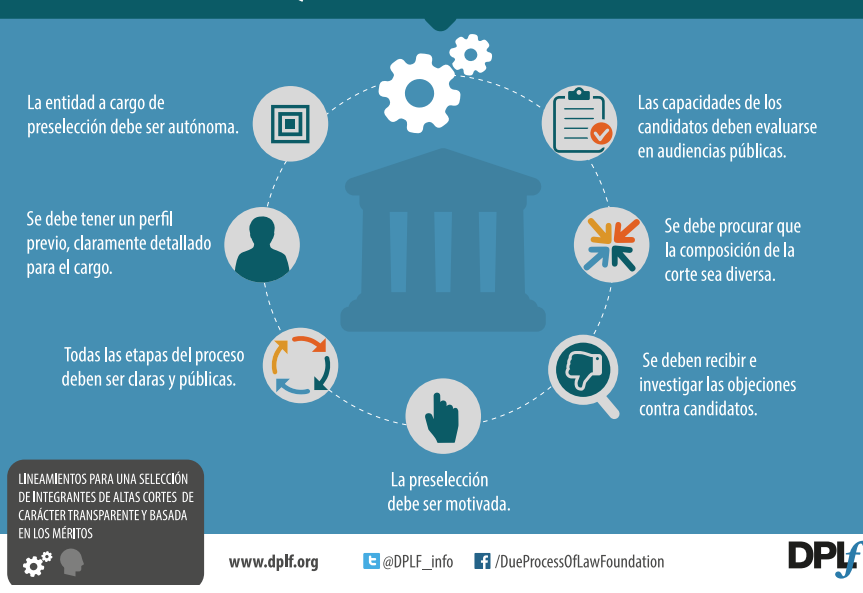 La entidad a cargo de
preselección debe ser autónoma.
Las capacidades de los
candidatos deben evaluarse
en audiencias públicas.
Se debe tener un perfil
previo, claramente detallado
para el cargo.
Se debe procurar que
la composición de la
corte sea diversa.
Todas las etapas del proceso
deben ser claras y públicas.
Se deben recibir e
investigar las objeciones
contra candidatos.
La preselección
debe ser motivada.
LINEAMIENTOS PARA UNA SELECCIÓN
DE INTEGRANTES DE ALTAS CORTES DE
CARÁCTER TRANSPARENTE Y BASADA
EN LOS MÉRITOS
www.dplf.org
@DPLF_info
/DueProcessOfLawFoundation
DPLf